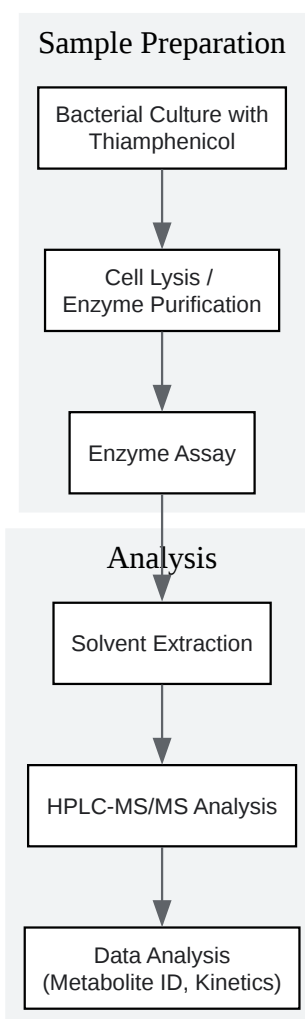 Sample Preparation
Bacterial Culture with
Thiamphenicol
Cell Lysis /
Enzyme Purification
Enzyme Assay
Analysis
Solvent Extraction
HPLC-MS/MS Analysis
Data Analysis
(Metabolite ID, Kinetics)